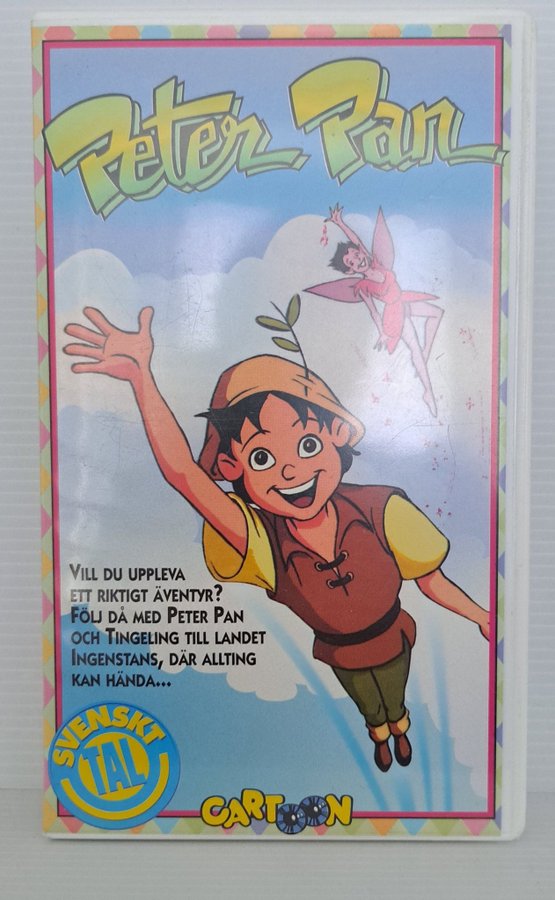 Peter Pan
VILL DU UPPLEVA
ETT RIKTIGT ÄVENTYR?
FÖLJ DÅ MED PETER PAN
OCH TINGELING TILL LANDET
INGENSTANS, DÄR ALLTING
KAN HÄNDA...
SVENSKT
TAL
CARTOON